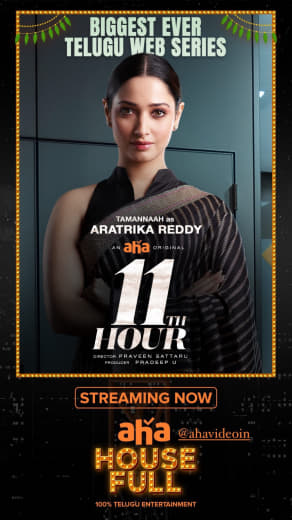 BIGGEST EVER
TELUGU WEB SERIES
TAMANNAAH as
ARATRIKA REDDY
AN aha ORIGINAL
11TH
HOUR
DIRECTOR PRAVEEN SATTARU
PRODUCER PRADEEP U
STREAMING NOW
aha @ahavideoin
HOUSE
FULL
100% TELUGU ENTERTAINMENT